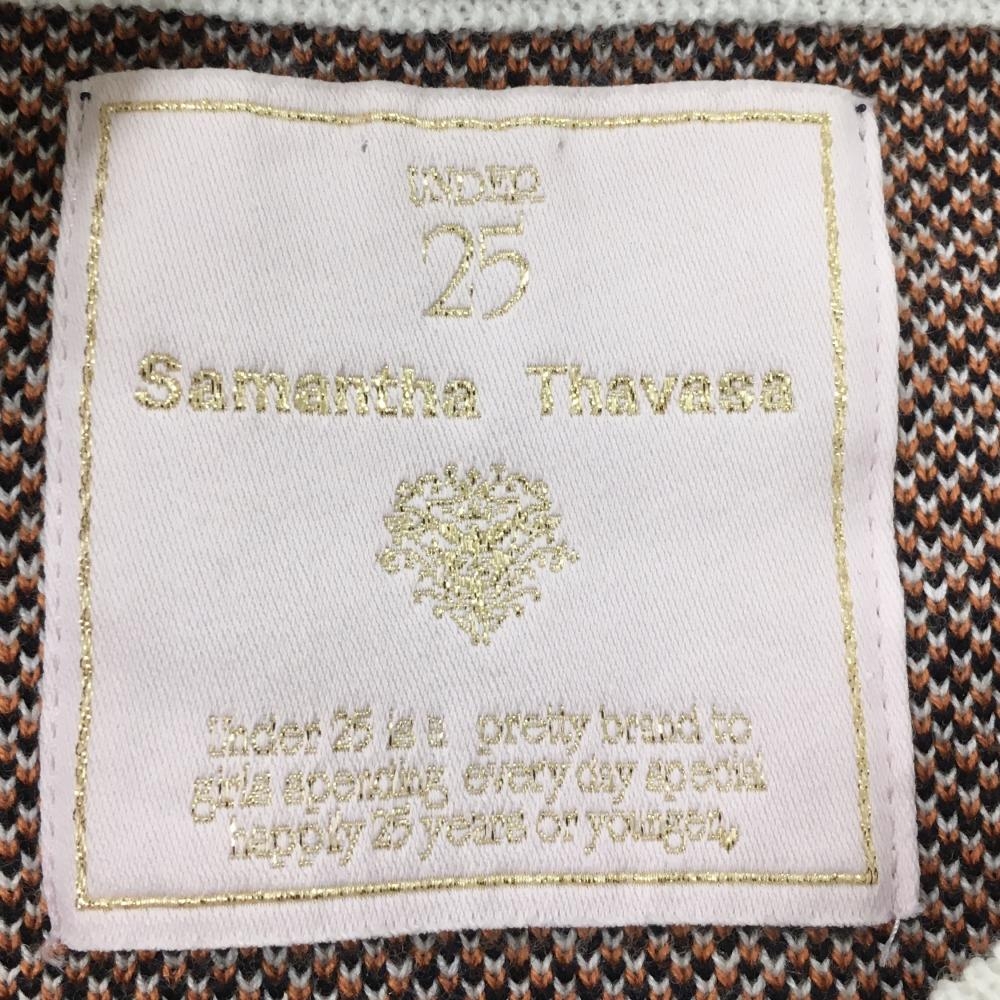 UNDER
25
Samantha Thavasa
Under 25 is a pretty brand to
girls spending every day special
happily 25 years or younger,